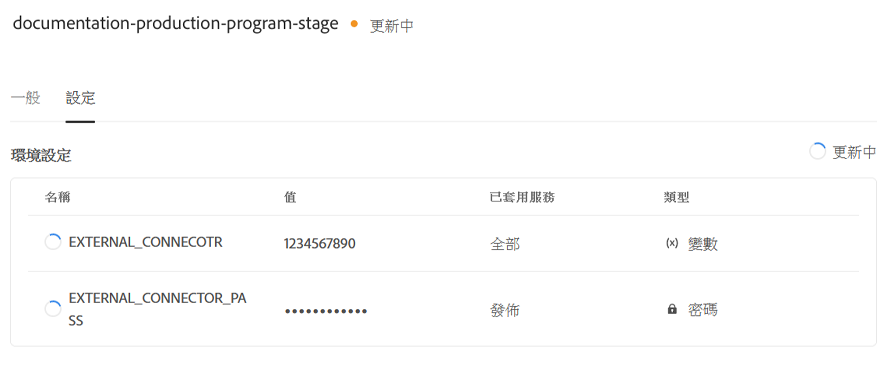 documentation-production-program-stage 更新中
一般 設定
環境設定 更新中
名稱 值 已套用服務 類型
EXTERNAL_CONNECOTR 1234567890 全部 (x) 變數
EXTERNAL_CONNECTOR_PA
SS •••••••••••• 發佈 密碼